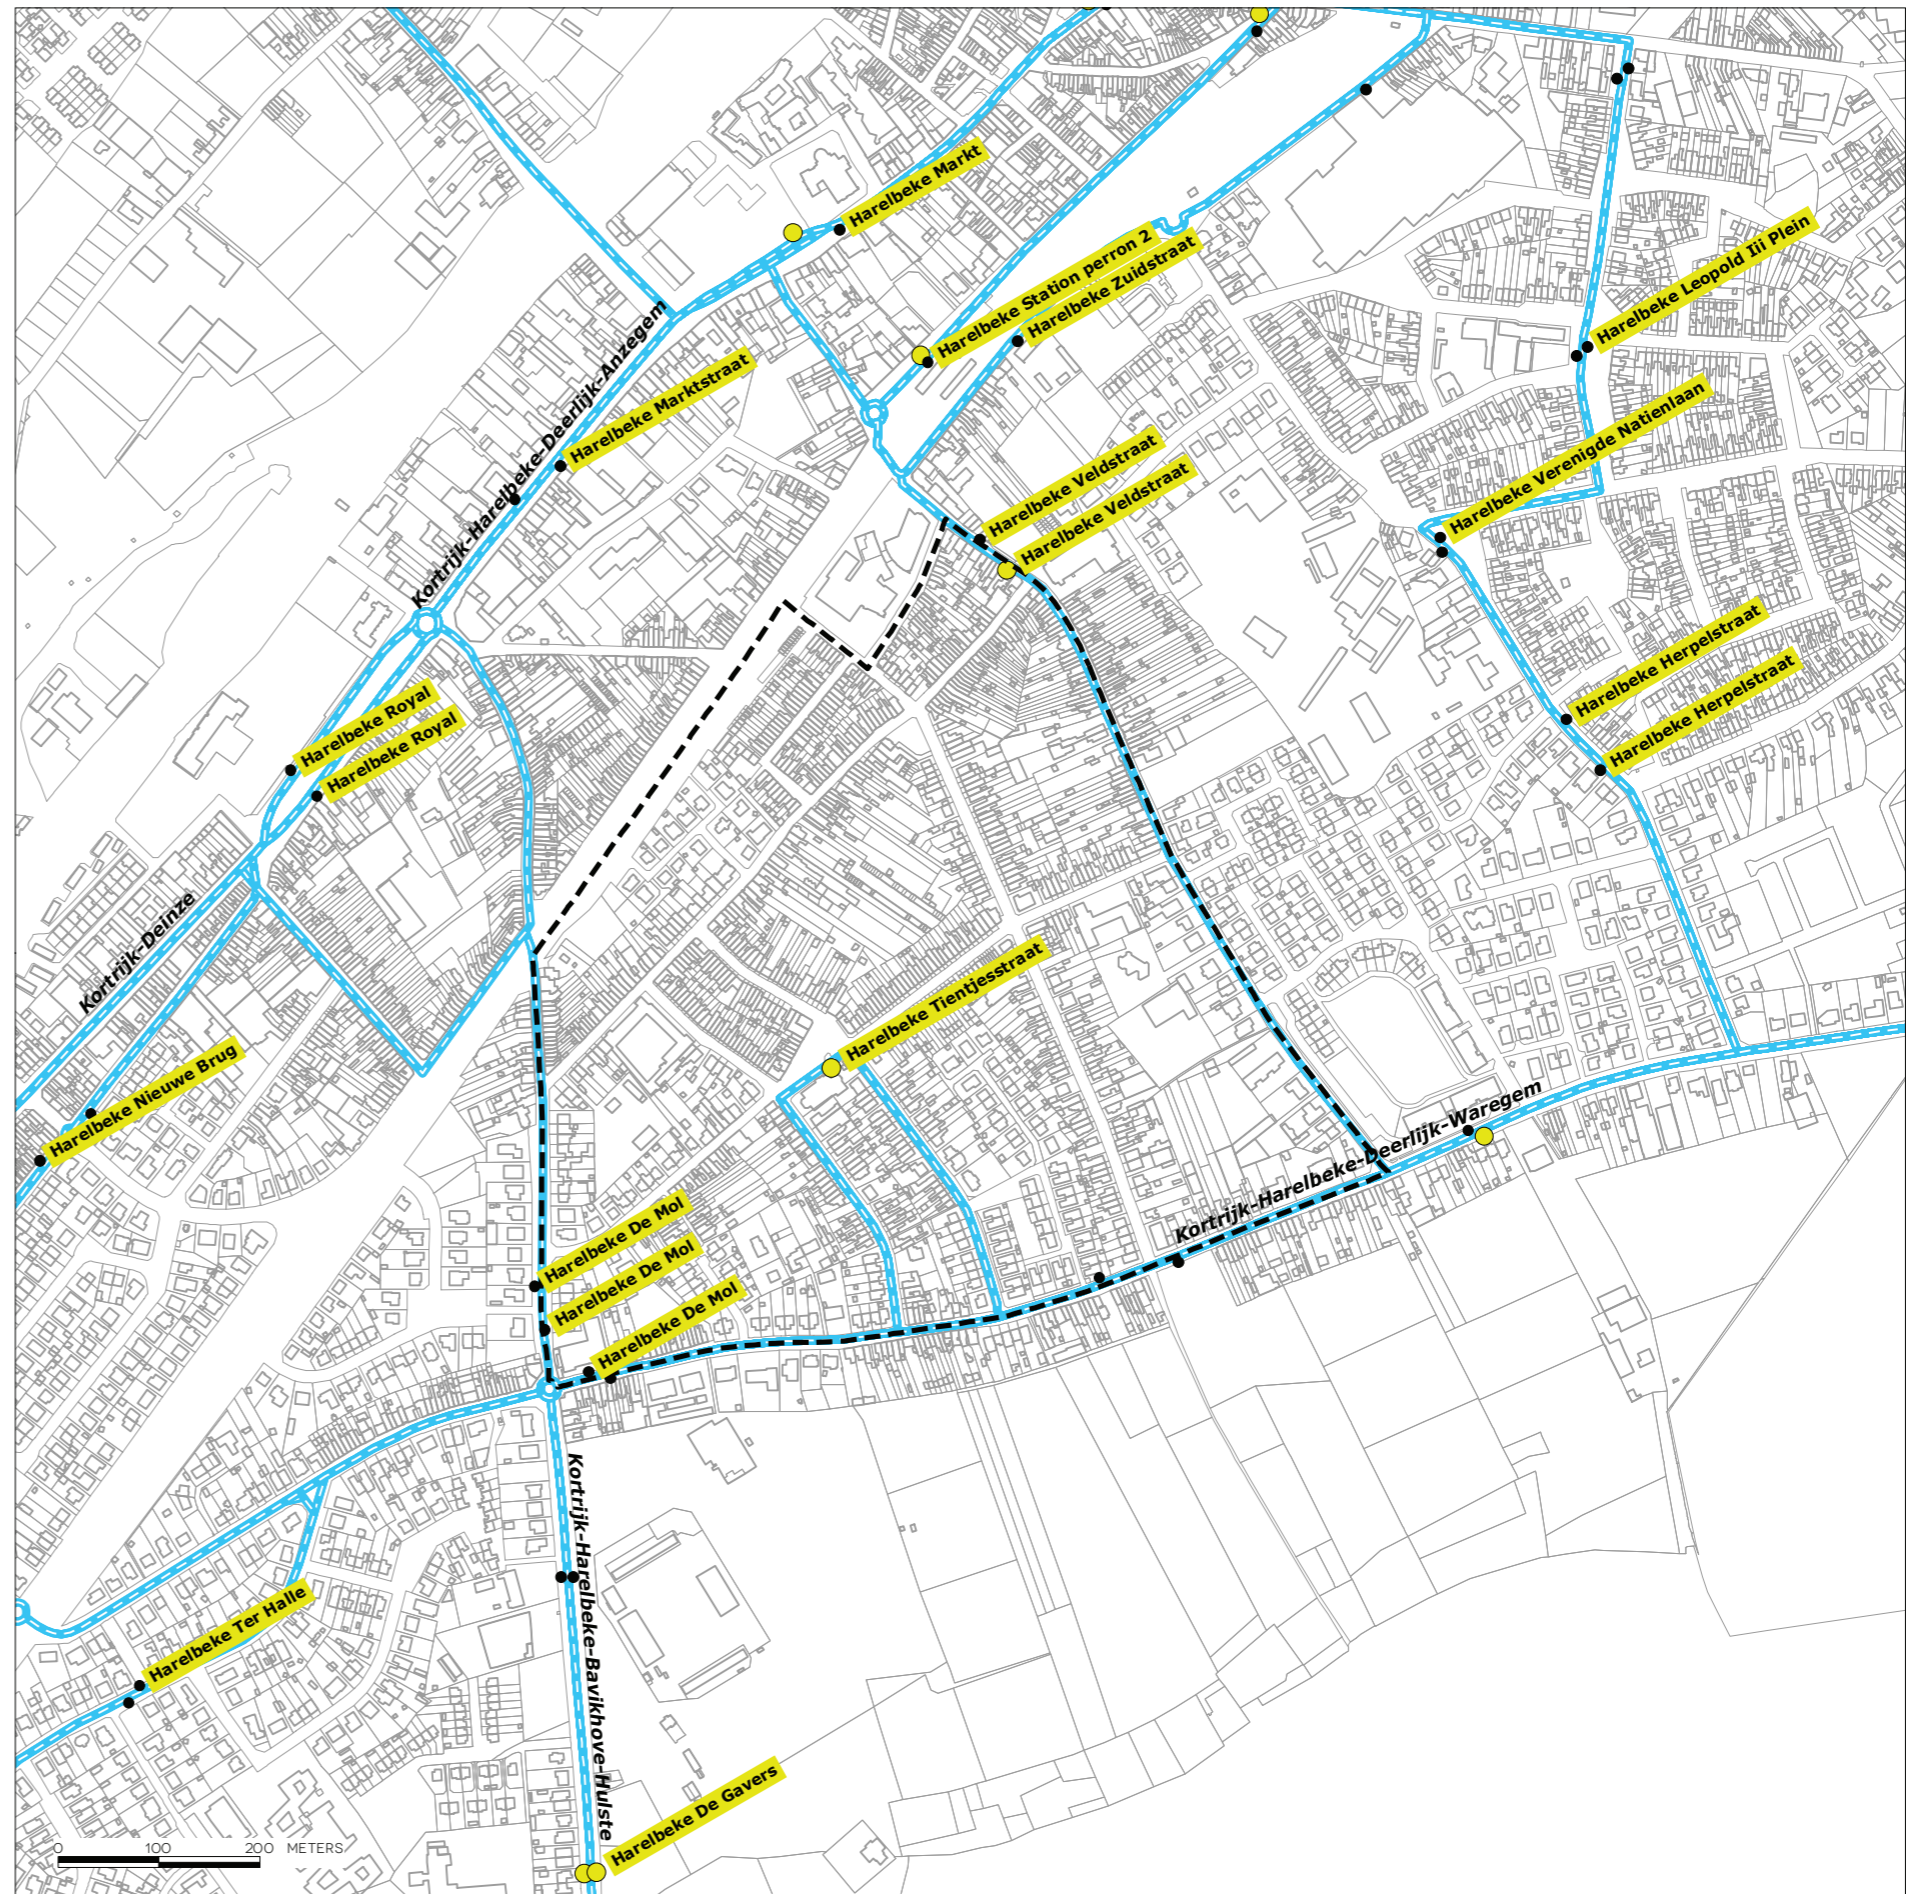 Harelbeke Markt
Harelbeke Leopold Iii Plein
Harelbeke Station perron 2
Harelbeke Zuidstraat
Kortrijk-Harelbeke-Deerlijk-Anzegem
Harelbeke Marktstraat
Harelbeke Verenigde Natienlaan
Harelbeke Veldstraat
Harelbeke Veldstraat
Harelbeke Herpelstraat
Harelbeke Herpelstraat
Harelbeke Royal
Harelbeke Royal
Kortrijk-Deinze
Harelbeke Tientjesstraat
Harelbeke Nieuwe Brug
Kortrijk-Harelbeke-Deerlijk-Waregem
Harelbeke De Mol
Harelbeke De Mol
Harelbeke De Mol
Kortrijk-Harelbeke-Bavikhove-Hulste
Harelbeke Ter Halle
Harelbeke De Gavers
0 100 200 METERS